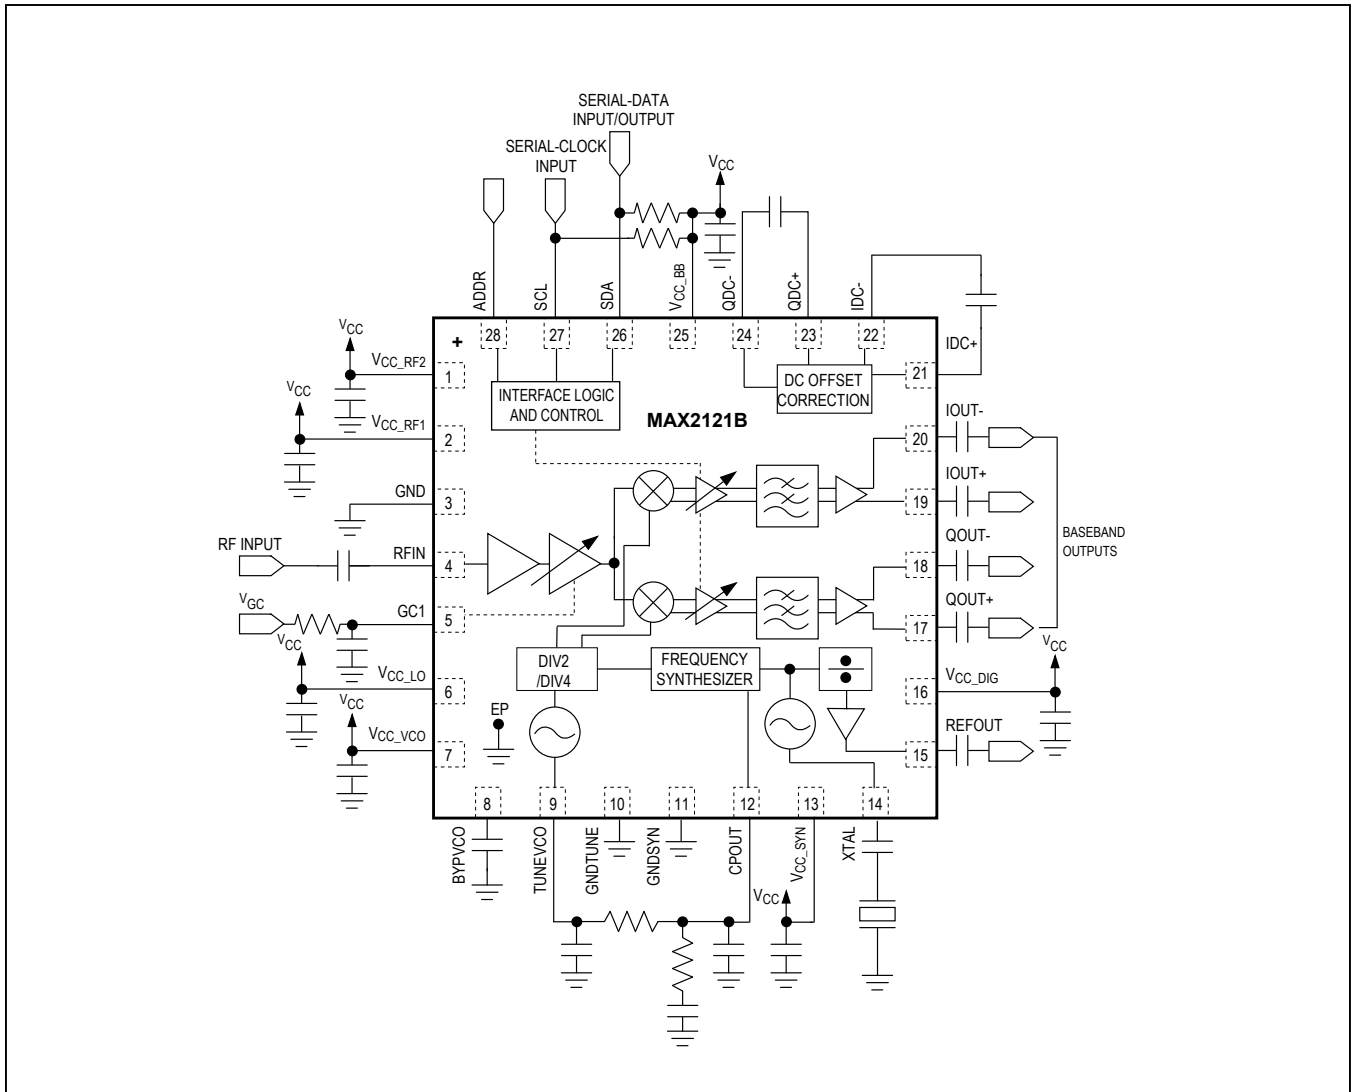 SERIAL-DATA
INPUT/OUTPUT
SERIAL-CLOCK
INPUT
VCC
ADDR
SCL
SDA
VCC_BB
QDC-
QDC+
IDC-
28
27
26
25
24
23
22
+
VCC
VCC_RF2
1
IDC+
21
INTERFACE LOGIC
AND CONTROL
DC OFFSET
CORRECTION
MAX2121B
VCC
VCC_RF1
2
IOUT-
20
GND
3
IOUT+
19
RF INPUT
RFIN
4
QOUT-
18
BASEBAND
OUTPUTS
VGC
GC1
5
QOUT+
17
VCC
VCC_LO
6
DIV2
/DIV4
FREQUENCY
SYNTHESIZER
VCC
VCC_DIG
16
VCC
VCC_VCO
7
EP
REFOUT
15
8
9
10
11
12
13
14
BYPVCO
TUNEVCO
GNDTUNE
GNDSYN
CPOUT
VCC_SYN
XTAL
VCC